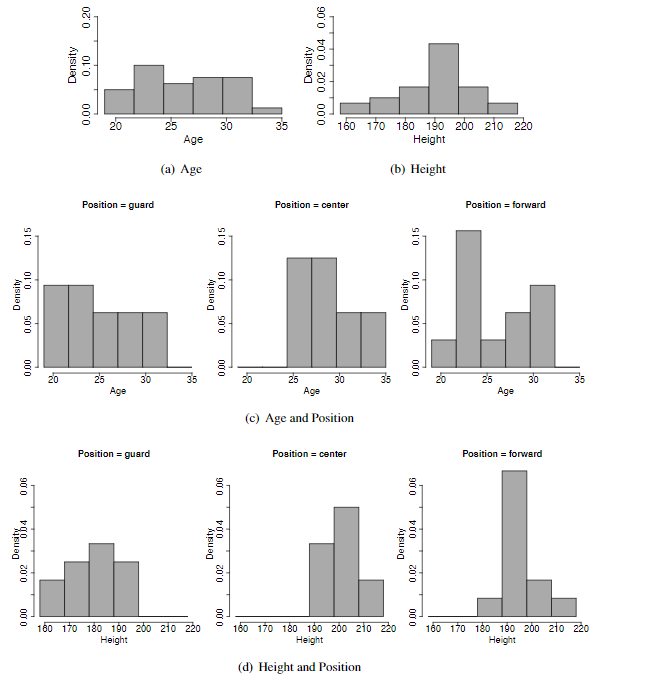 0.00 0.10 0.20
Density
20 25 30 35
Age
0.00 0.02 0.04 0.06
Density
160 170 180 190 200 210 220
Height
(a) Age
(b) Height
Position = guard
0.00 0.05 0.10 0.15
Density
20 25 30 35
Age
Position = center
0.00 0.05 0.10 0.15
Density
20 25 30 35
Age
Position = forward
0.00 0.05 0.10 0.15
Density
20 25 30 35
Age
(c) Age and Position
Position = guard
0.00 0.02 0.04 0.06
Density
160 170 180 190 200 210 220
Height
Position = center
0.00 0.02 0.04 0.06
Density
160 170 180 190 200 210 220
Height
Position = forward
0.00 0.02 0.04 0.06
Density
160 170 180 190 200 210 220
Height
(d) Height and Position